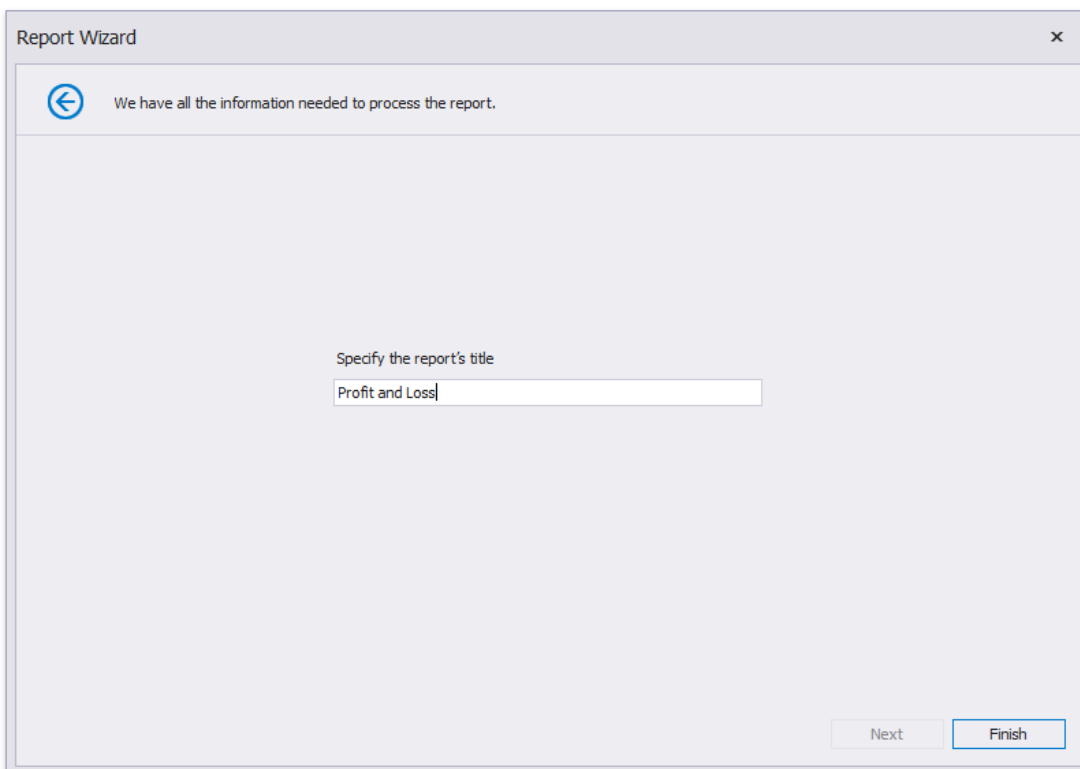 Report Wizard
We have all the information needed to process the report.
Specify the report's title
Profit and Loss
Next
Finish